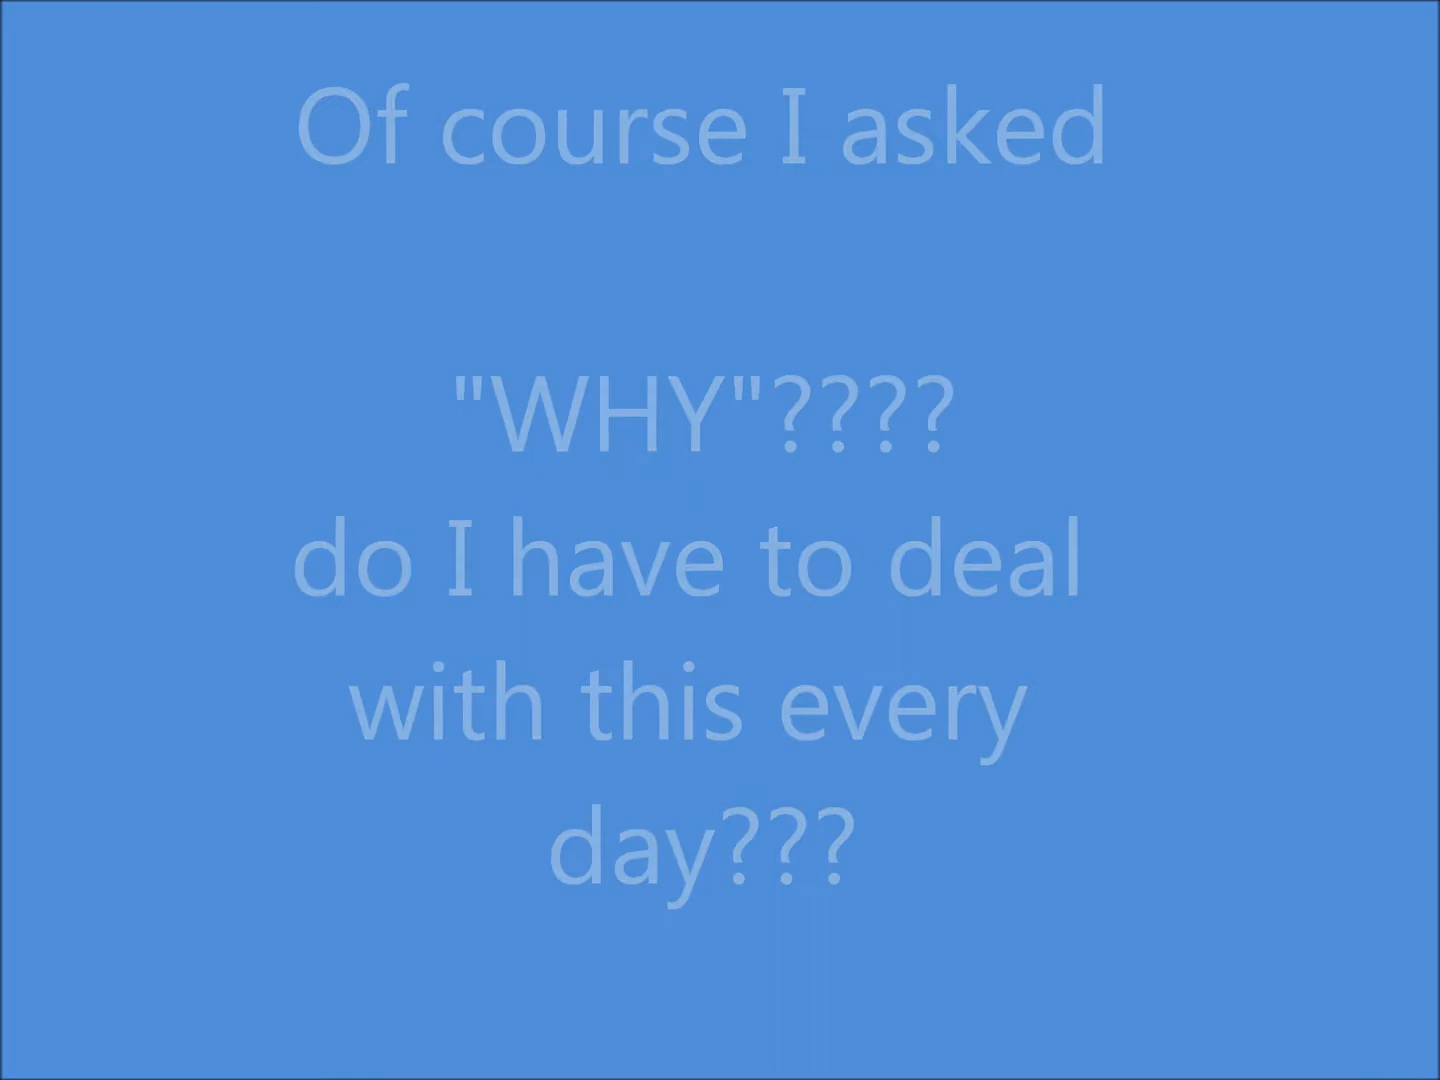 Of course I asked
"WHY"????
do I have to deal
with this every
day???